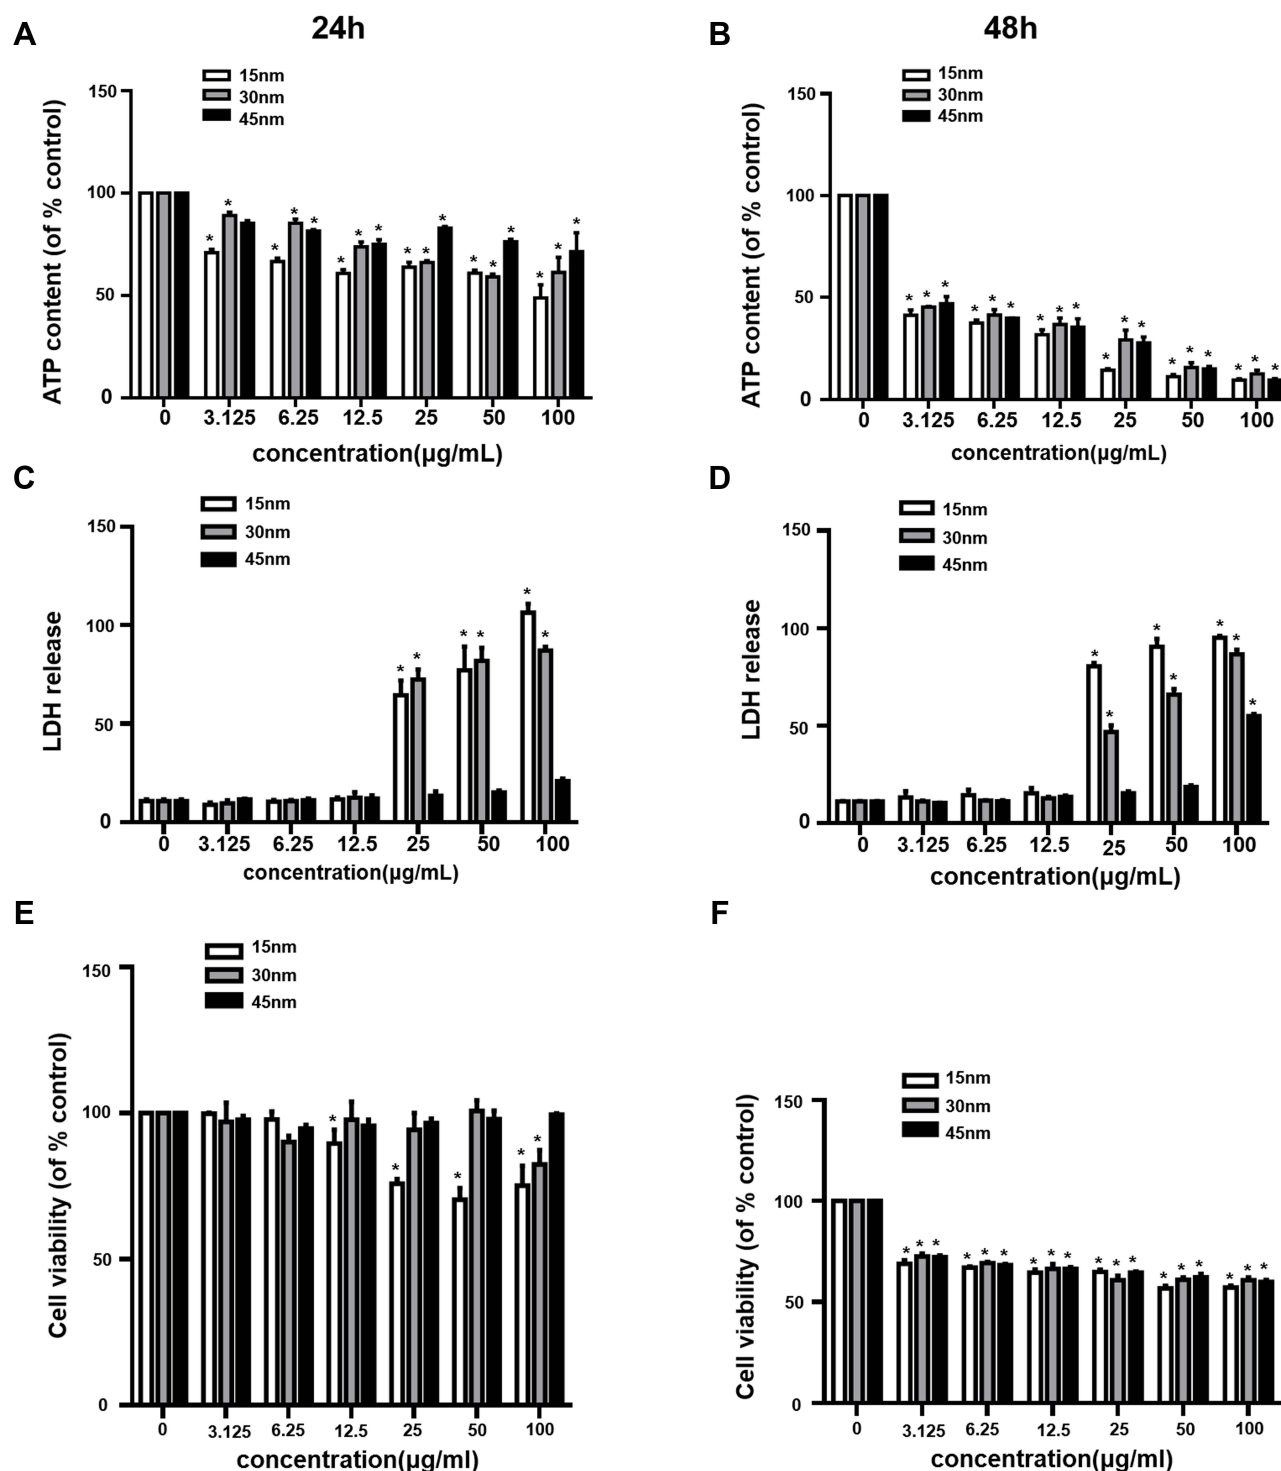 24h
48h
A
15nm
30nm
45nm
ATP content (of % control)
150
100
50
0
* * * * * * * * * * * * * * * * *
0 3.125 6.25 12.5 25 50 100
concentration(µg/mL)
B
15nm
30nm
45nm
ATP content (of % control)
150
100
50
0
* * * * * * * * * * * * * * * * * *
0 3.125 6.25 12.5 25 50 100
concentration(µg/mL)
C
15nm
30nm
45nm
LDH release
150
100
50
0
* * * * * *
0 3.125 6.25 12.5 25 50 100
concentration(µg/mL)
D
15nm
30nm
45nm
LDH release
150
100
50
0
* * * * * * *
0 3.125 6.25 12.5 25 50 100
concentration(µg/mL)
E
15nm
30nm
45nm
Cell viability (of % control)
150
100
50
0
* * * * *
0 3.125 6.25 12.5 25 50 100
concentration(µg/ml)
F
15nm
30nm
45nm
Cell viability (of % control)
150
100
50
0
* * * * * * * * * * * * * * * * * *
0 3.125 6.25 12.5 25 50 100
concentration(µg/ml)